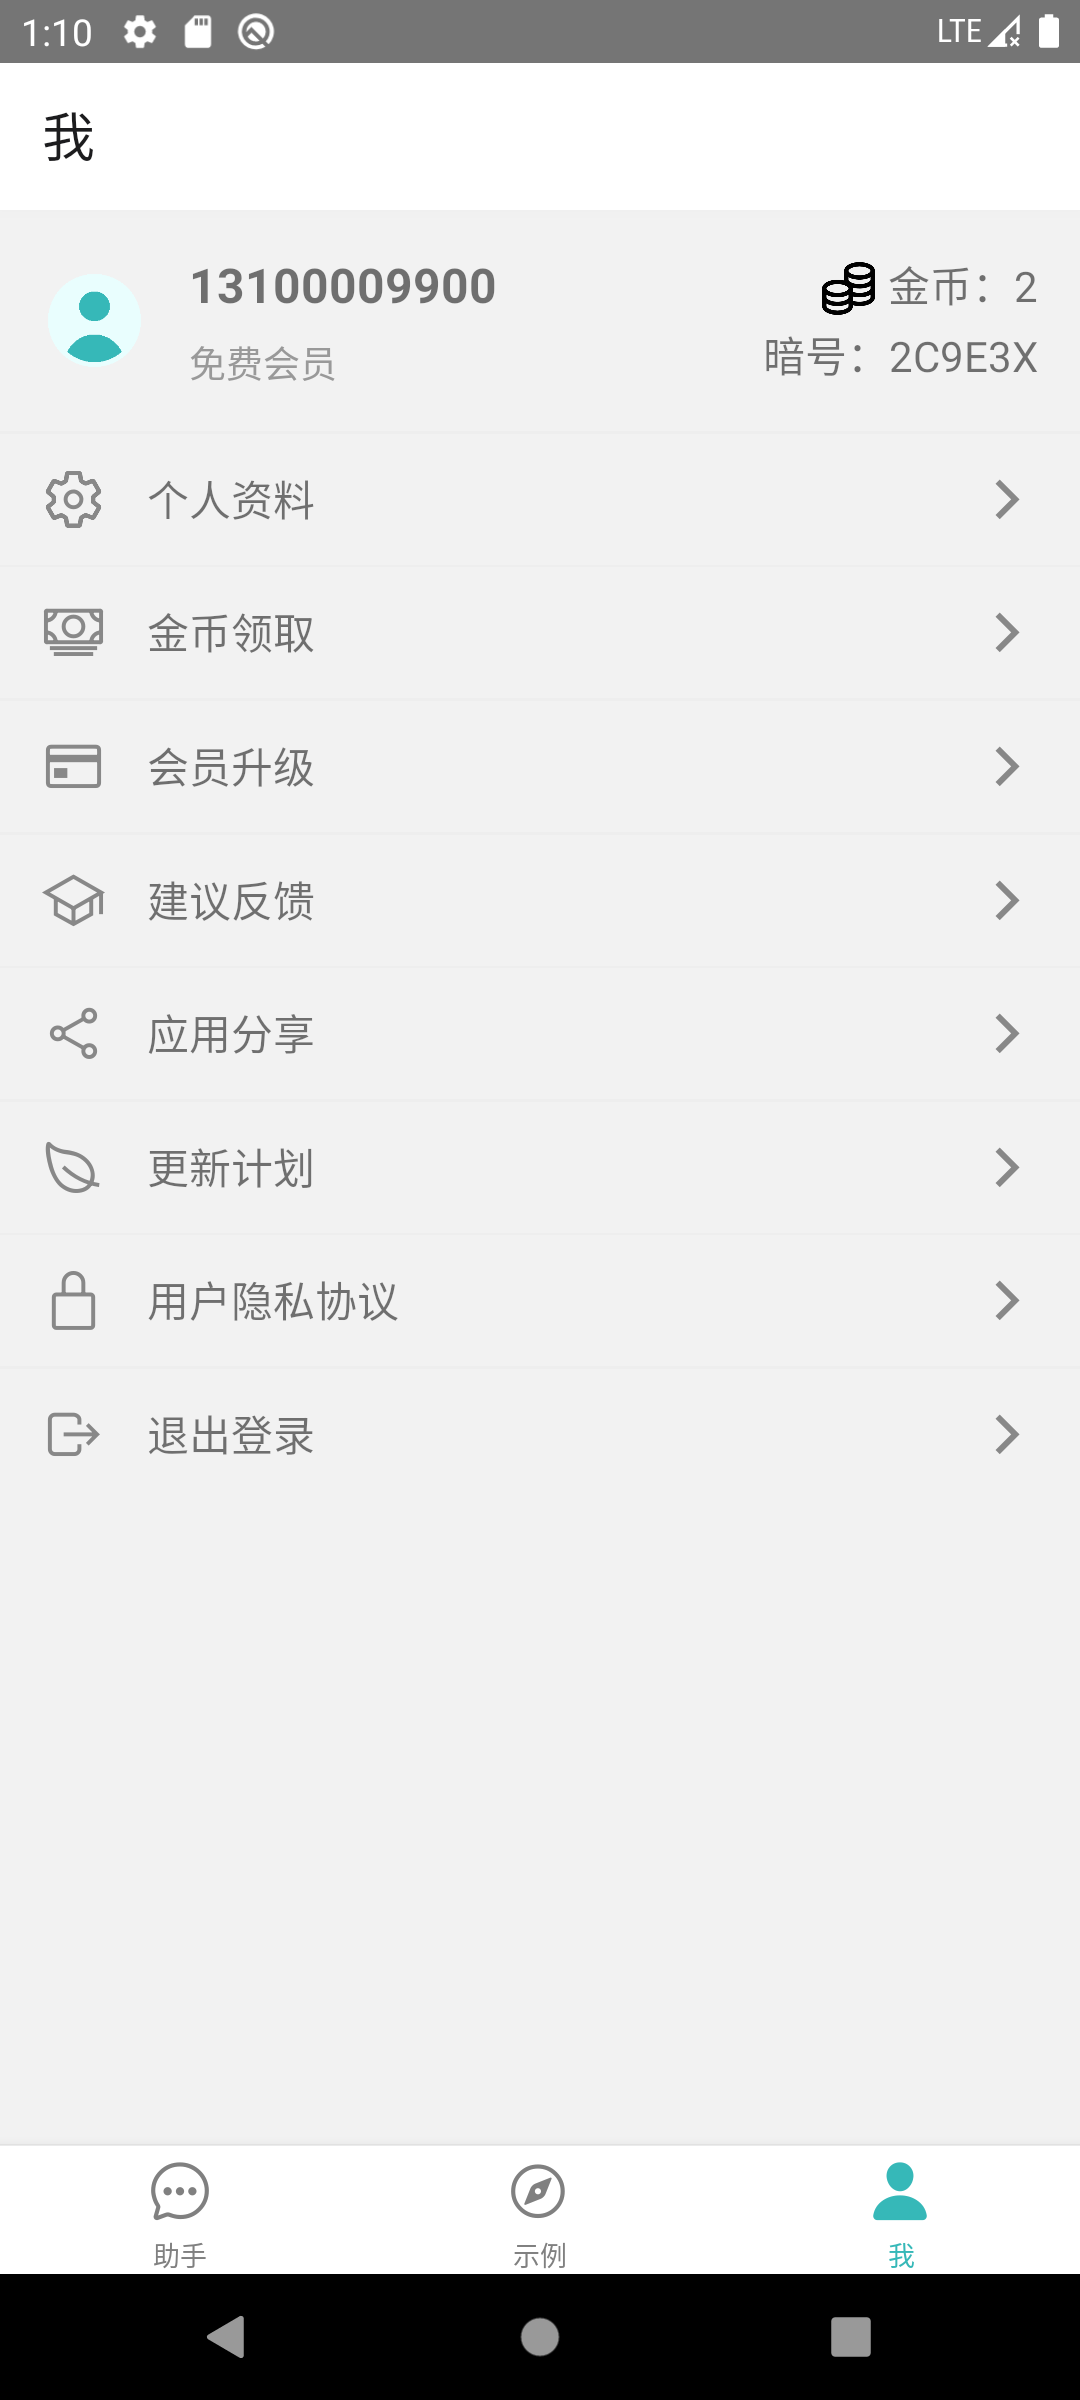 1:10
LTE
我
13100009900
金币：2
免费会员
暗号：2C9E3X
个人资料
金币领取
会员升级
建议反馈
应用分享
更新计划
用户隐私协议
退出登录
助手
示例
我